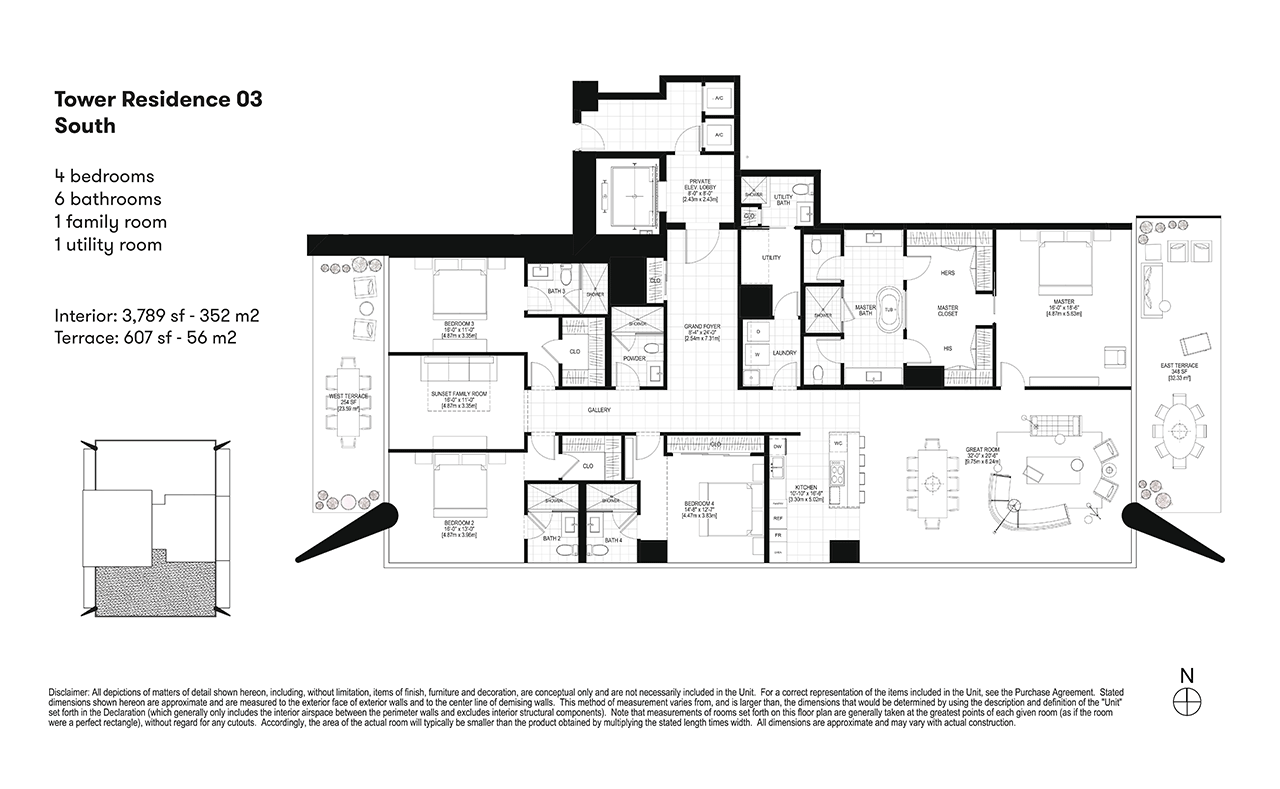 Tower Residence 03
South
4 bedrooms
6 bathrooms
1 family room
1 utility room
Interior: 3,789 sf - 352 m2
Terrace: 607 sf - 56 m2
A/C
A/C
PRIVATE
ELEV. LOBBY
8'-0" x 8'-0"
[2.43m x 2.43m]
SHOWER
UTILITY
BATH
CLO
UTILITY
CLO
BATH 3
SHOWER
BEDROOM 3
16'-0" x 11'-0"
[4.87m x 3.35m]
CLO
SHOWER
POWDER
GRAND FOYER
8'-4" x 24'-0"
[2.54m x 7.31m]
D
W
LAUNDRY
SHOWER
MASTER
BATH
TUB
HERS
MASTER
CLOSET
HIS
MASTER
16'-0" x 18'-6"
[4.87m x 5.63m]
EAST TERRACE
348 SF
[32.33 m²]
WEST TERRACE
254 SF
[23.59 m²]
SUNSET FAMILY ROOM
16'-0" x 11'-0"
[4.87m x 3.35m]
GALLERY
CLO
CLO
SHOWER
SHOWER
BEDROOM 2
16'-0" x 13'-0"
[4.87m x 3.96m]
BATH 2
BATH 4
BEDROOM 4
14'-8" x 12'-7"
[4.47m x 3.83m]
DW
WC
KITCHEN
10'-10" x 16'-6"
[3.30m x 5.02m]
REF
FR
GREAT ROOM
32'-0" x 20'-6"
[9.75m x 6.24m]
N
Disclaimer: All depictions of matters of detail shown hereon, including, without limitation, items of finish, furniture and decoration, are conceptual only and are not necessarily included in the Unit. For a correct representation of the items included in the Unit, see the Purchase Agreement. Stated
dimensions shown hereon are approximate and are measured to the exterior face of exterior walls and to the center line of demising walls. This method of measurement varies from, and is larger than, the dimensions that would be determined by using the description and definition of the "Unit"
set forth in the Declaration (which generally only includes the interior airspace between the perimeter walls and excludes interior structural components). Note that measurements of rooms set forth on this floor plan are generally taken at the greatest points of each given room (as if the room
were a perfect rectangle), without regard for any cutouts. Accordingly, the area of the actual room will typically be smaller than the product obtained by multiplying the stated length times width. All dimensions are approximate and may vary with actual construction.